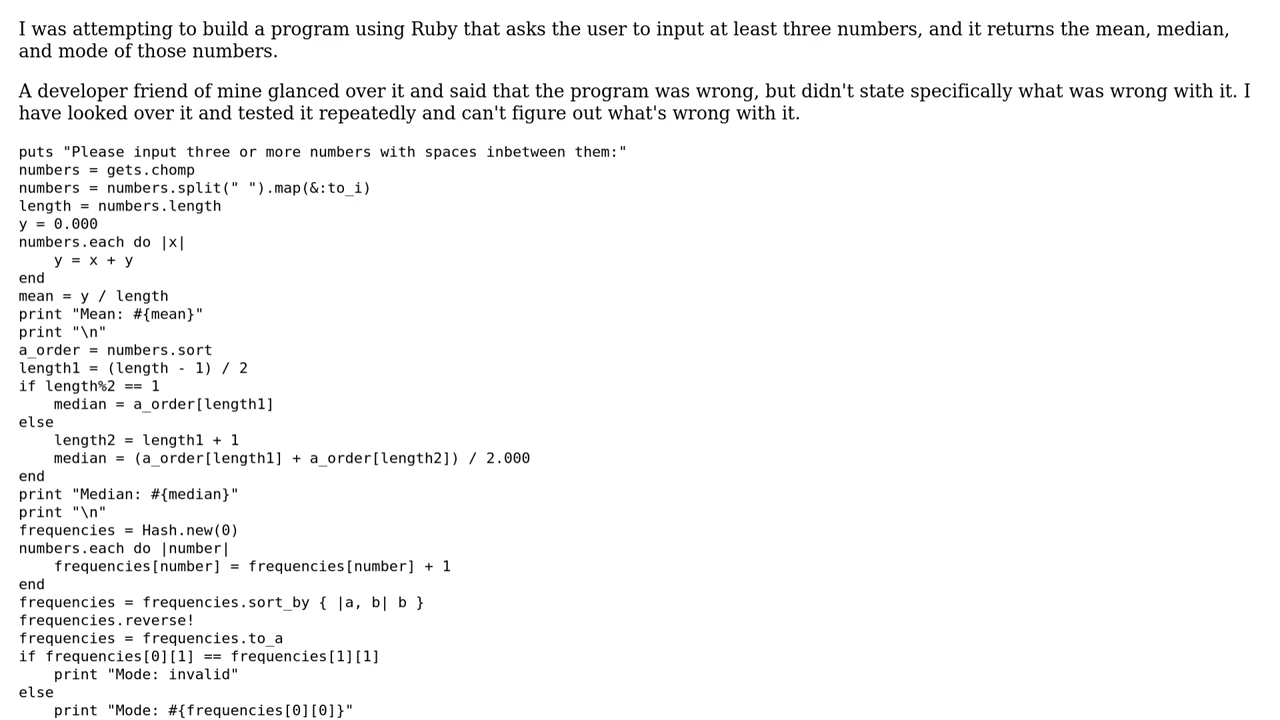 I was attempting to build a program using Ruby that asks the user to input at least three numbers, and it returns the mean, median,
and mode of those numbers.
A developer friend of mine glanced over it and said that the program was wrong, but didn't state specifically what was wrong with it. I
have looked over it and tested it repeatedly and can't figure out what's wrong with it.
puts "Please input three or more numbers with spaces inbetween them:"
numbers = gets.chomp
numbers = numbers.split(" ").map(&:to_i)
length = numbers.length
y = 0.000
numbers.each do |x|
    y = x + y
end
mean = y / length
print "Mean: #{mean}"
print "\n"
a_order = numbers.sort
length1 = (length - 1) / 2
if length%2 == 1
    median = a_order[length1]
else
    length2 = length1 + 1
    median = (a_order[length1] + a_order[length2]) / 2.000
end
print "Median: #{median}"
print "\n"
frequencies = Hash.new(0)
numbers.each do |number|
    frequencies[number] = frequencies[number] + 1
end
frequencies = frequencies.sort_by { |a, b| b }
frequencies.reverse!
frequencies = frequencies.to_a
if frequencies[0][1] == frequencies[1][1]
    print "Mode: invalid"
else
    print "Mode: #{frequencies[0][0]}"